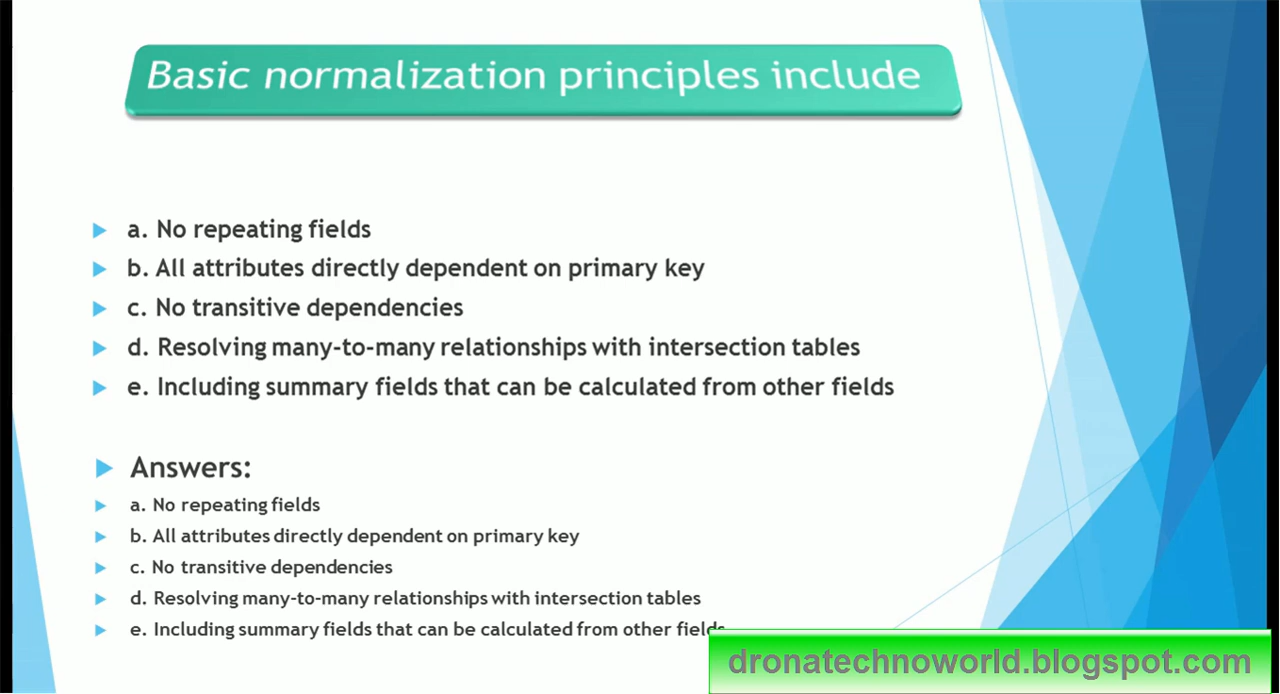 Basic normalization principles include
a. No repeating fields
b. All attributes directly dependent on primary key
c. No transitive dependencies
d. Resolving many-to-many relationships with intersection tables
e. Including summary fields that can be calculated from other fields
Answers:
a. No repeating fields
b. All attributes directly dependent on primary key
c. No transitive dependencies
d. Resolving many-to-many relationships with intersection tables
e. Including summary fields that can be calculated from other fields
dronatechnoworld.blogspot.com